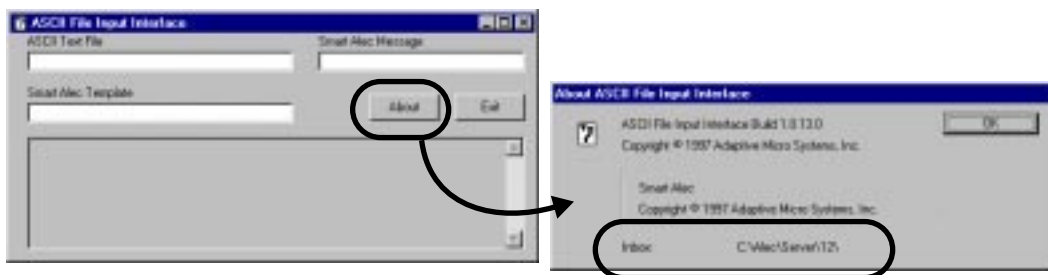 ASCII File Input Interface
ASCII Text File
Smart Alec Message
Smart Alec Template
About
Exit
About ASCII File Input Interface
ASCII File Input Interface Build 1.0.13.0
Copyright © 1997 Adaptive Micro Systems, Inc.
OK
Smart Alec
Copyright © 1997 Adaptive Micro Systems, Inc.
Inbox: C:\Alec\Server\12\